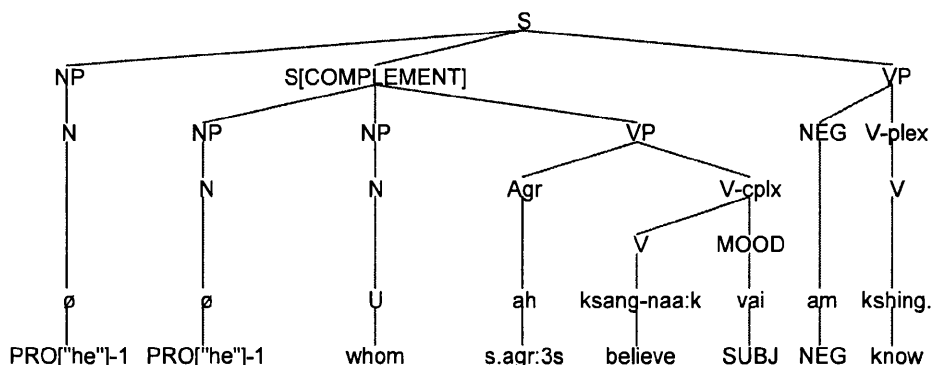 S
NP S[COMPLEMENT] VP
N NP NP VP NEG V-plex
N N Agr V-cplx V
V MOOD
ø ø U ah ksang-naa:k vai am kshing.
PRO["he"]-1 PRO["he"]-1 whom s.agr:3s believe SUBJ NEG know